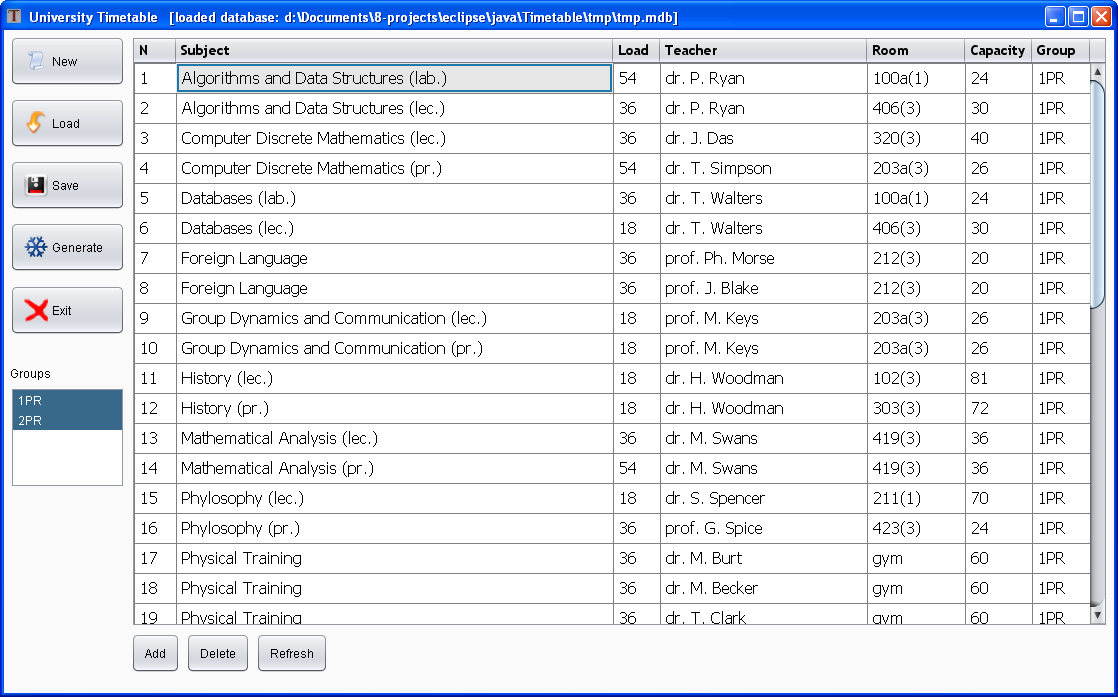 University Timetable [loaded database: d:\Documents\8-projects\eclipse\java\Timetable\tmp\tmp.mdb]
New
Load
Save
Generate
Exit
Groups
1PR
2PR
N Subject Load Teacher Room Capacity Group
1 Algorithms and Data Structures (lab.) 54 dr. P. Ryan 100a(1) 24 1PR
2 Algorithms and Data Structures (lec.) 36 dr. P. Ryan 406(3) 30 1PR
3 Computer Discrete Mathematics (lec.) 36 dr. J. Das 320(3) 40 1PR
4 Computer Discrete Mathematics (pr.) 54 dr. T. Simpson 203a(3) 26 1PR
5 Databases (lab.) 36 dr. T. Walters 100a(1) 24 1PR
6 Databases (lec.) 18 dr. T. Walters 406(3) 30 1PR
7 Foreign Language 36 prof. Ph. Morse 212(3) 20 1PR
8 Foreign Language 36 prof. J. Blake 212(3) 20 1PR
9 Group Dynamics and Communication (lec.) 18 prof. M. Keys 203a(3) 26 1PR
10 Group Dynamics and Communication (pr.) 18 prof. M. Keys 203a(3) 26 1PR
11 History (lec.) 18 dr. H. Woodman 102(3) 81 1PR
12 History (pr.) 18 dr. H. Woodman 303(3) 72 1PR
13 Mathematical Analysis (lec.) 36 dr. M. Swans 419(3) 36 1PR
14 Mathematical Analysis (pr.) 54 dr. M. Swans 419(3) 36 1PR
15 Phylosophy (lec.) 18 dr. S. Spencer 211(1) 70 1PR
16 Phylosophy (pr.) 36 prof. G. Spice 423(3) 24 1PR
17 Physical Training 36 dr. M. Burt gym 60 1PR
18 Physical Training 36 dr. M. Becker gym 60 1PR
19 Physical Training 36 dr. T. Clark gym 60 1PR
Add Delete Refresh